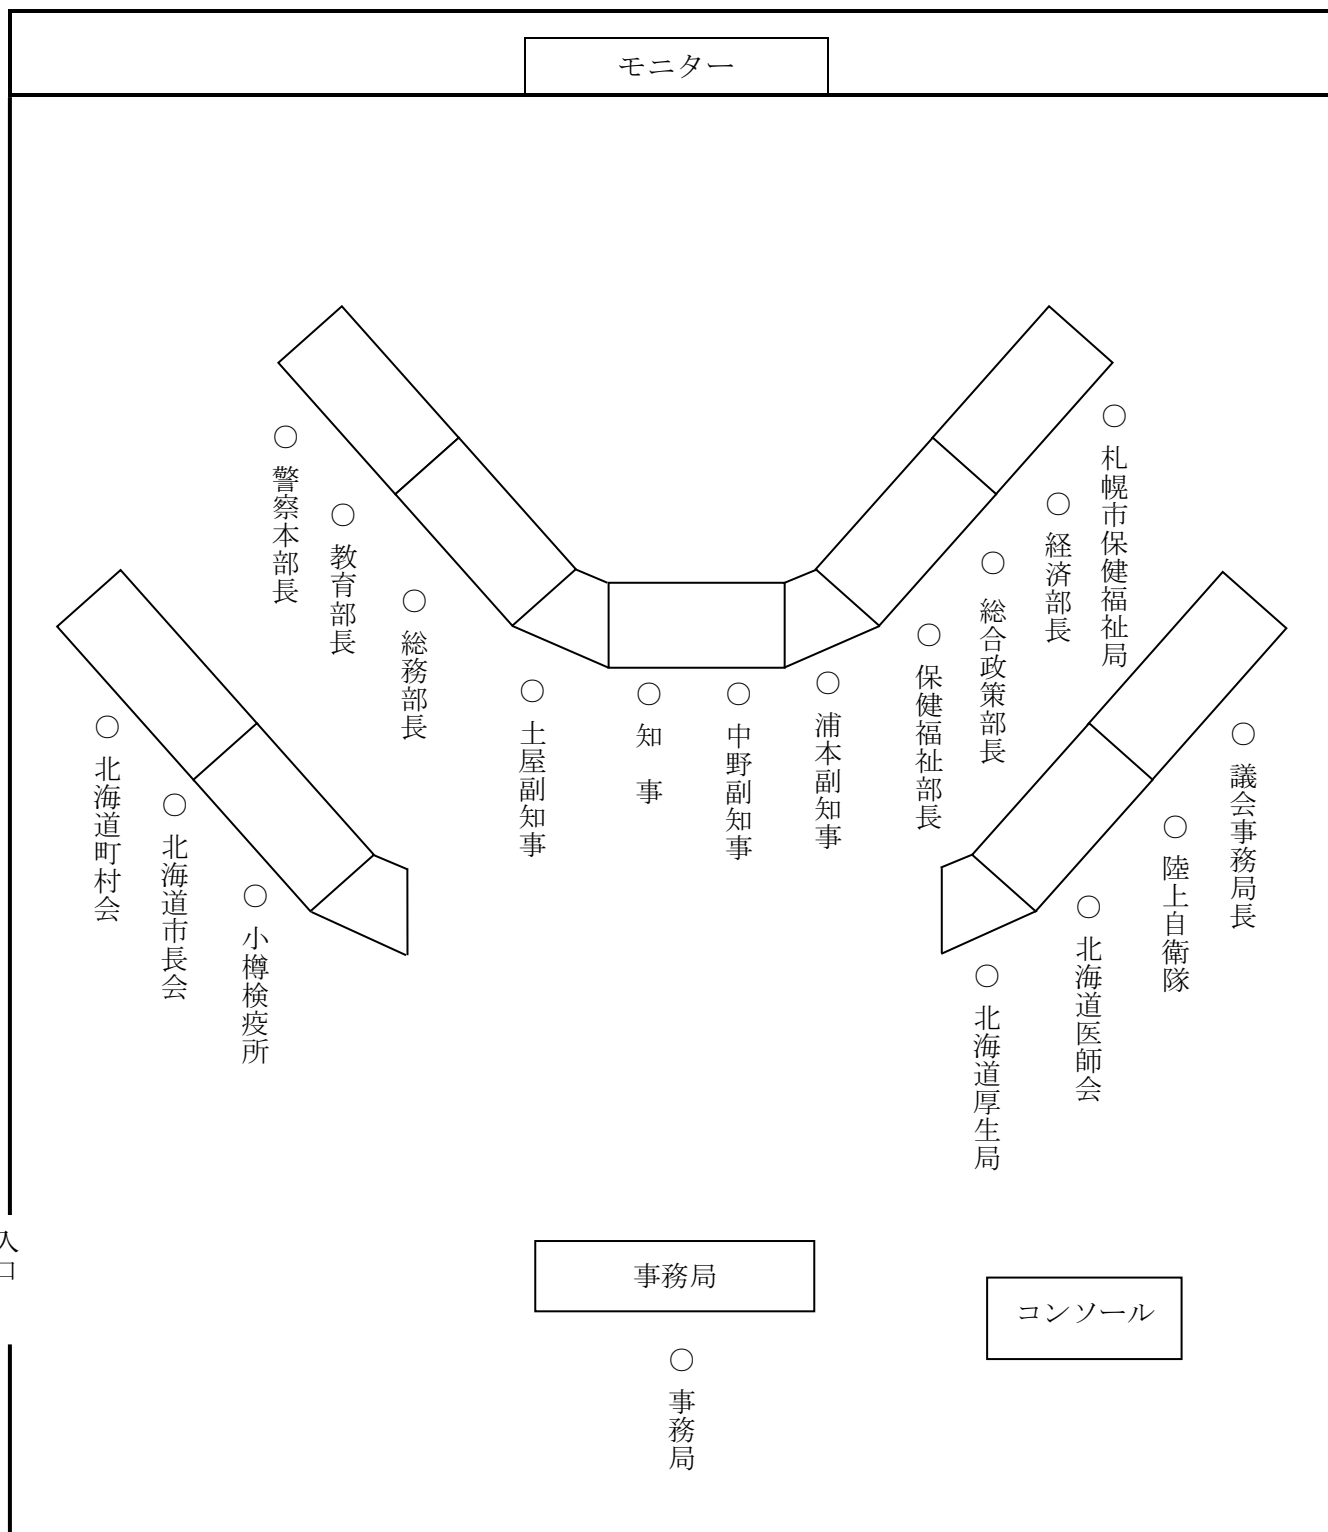 モニター
○ 警察本部長
○ 教育部長
○ 総務部長
○ 土屋副知事
○ 知　事
○ 中野副知事
○ 浦本副知事
○ 保健福祉部長
○ 総合政策部長
○ 経済部長
○ 札幌市保健福祉局
○ 北海道町村会
○ 北海道市長会
○ 小樽検疫所
○ 北海道厚生局
○ 北海道医師会
○ 陸上自衛隊
○ 議会事務局長
入口
事務局
コンソール
○ 事務局